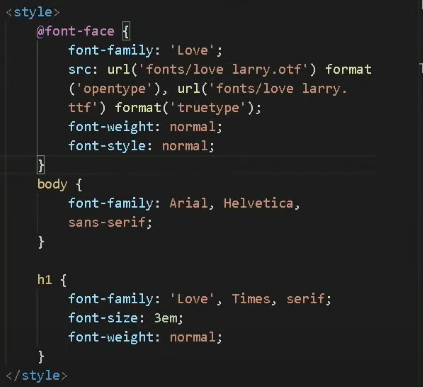 <style>
@font-face {
font-family: 'Love';
src: url('fonts/love larry.otf') format
('opentype'), url('fonts/love larry.
ttf') format('truetype');
font-weight: normal;
font-style: normal;
}
body {
font-family: Arial, Helvetica,
sans-serif;
}
h1 {
font-family: 'Love', Times, serif;
font-size: 3em;
font-weight: normal;
}
</style>